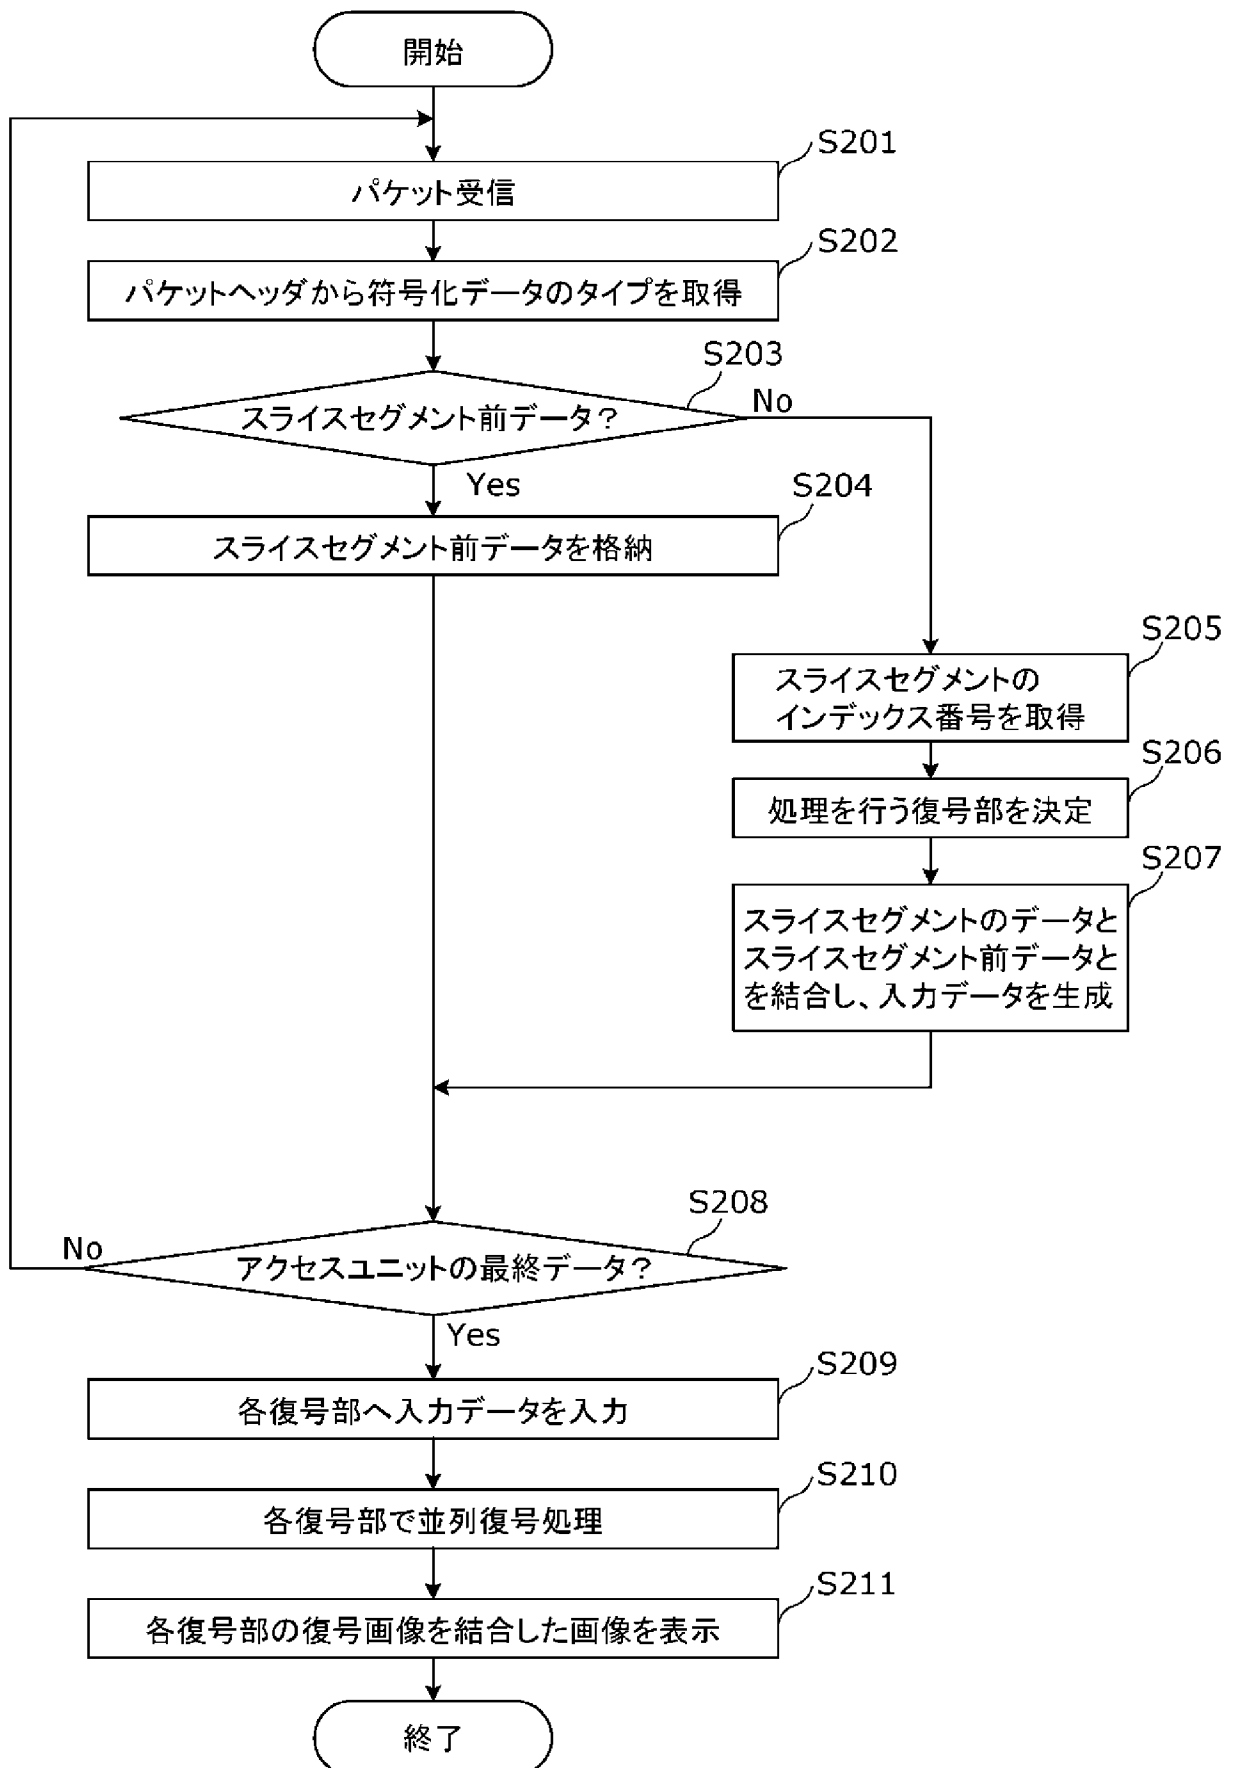 開始
S201
パケット受信
S202
パケットヘッダから符号化データのタイプを取得
S203
スライスセグメント前データ?
No
Yes
S204
スライスセグメント前データを格納
S205
スライスセグメントの
インデックス番号を取得
S206
処理を行う復号部を決定
S207
スライスセグメントのデータと
スライスセグメント前データと
を結合し、入力データを生成
S208
アクセスユニットの最終データ?
No
Yes
S209
各復号部へ入力データを入力
S210
各復号部で並列復号処理
S211
各復号部の復号画像を結合した画像を表示
終了